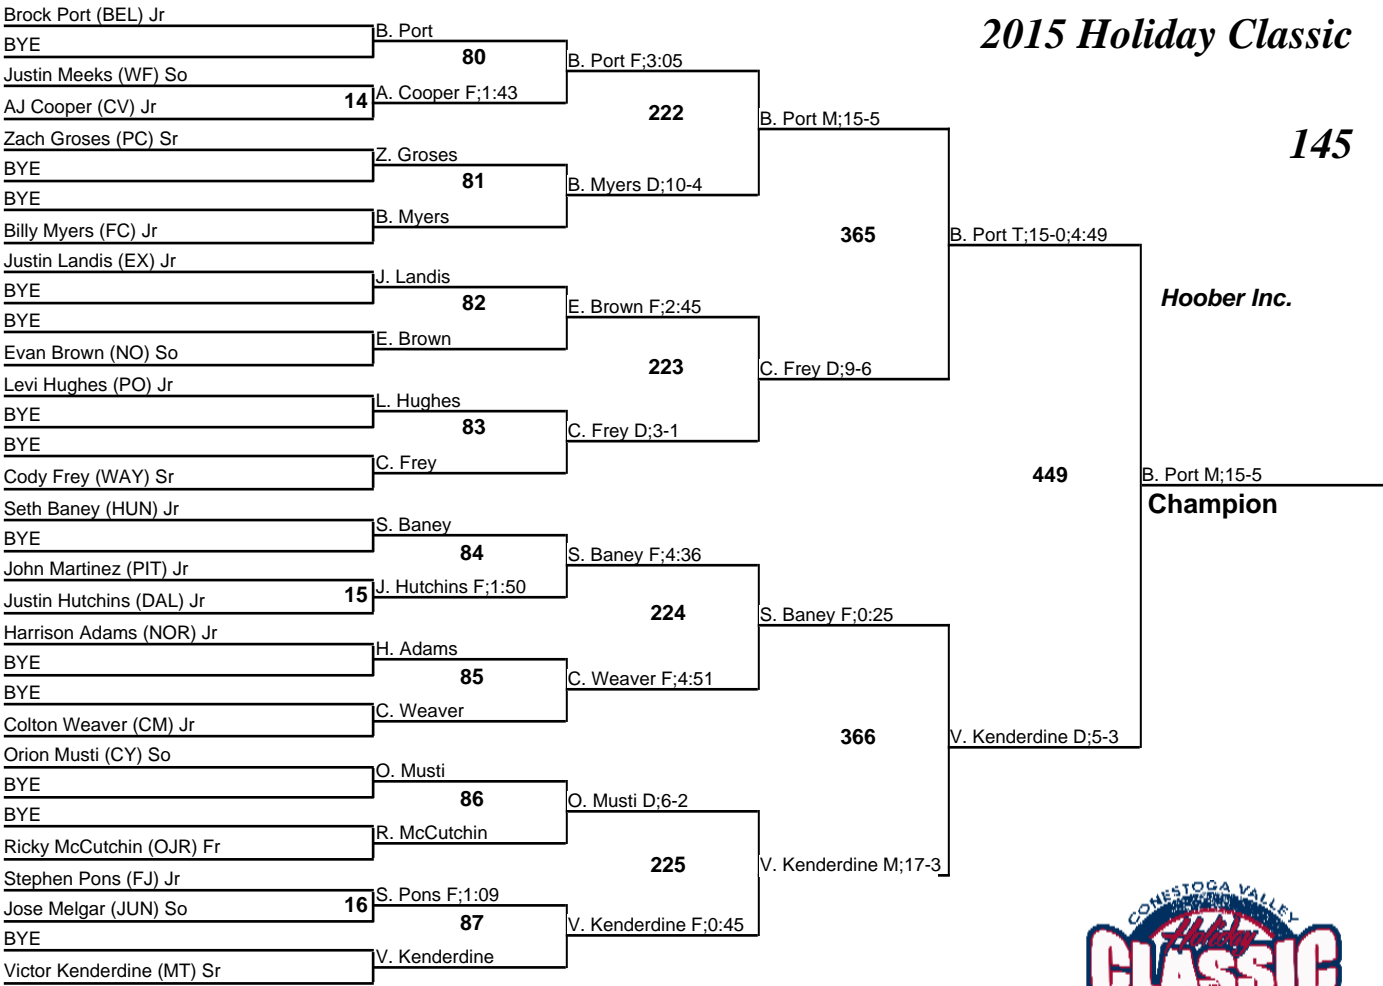 2015 Holiday Classic
145
Hoober Inc.
Brock Port (BEL) Jr
BYE
Justin Meeks (WF) So
AJ Cooper (CV) Jr
Zach Groses (PC) Sr
BYE
BYE
Billy Myers (FC) Jr
Justin Landis (EX) Jr
BYE
BYE
Evan Brown (NO) So
Levi Hughes (PO) Jr
BYE
BYE
Cody Frey (WAY) Sr
Seth Baney (HUN) Jr
BYE
John Martinez (PIT) Jr
Justin Hutchins (DAL) Jr
Harrison Adams (NOR) Jr
BYE
BYE
Colton Weaver (CM) Jr
Orion Musti (CY) So
BYE
BYE
Ricky McCutchin (OJR) Fr
Stephen Pons (FJ) Jr
Jose Melgar (JUN) So
BYE
Victor Kenderdine (MT) Sr
B. Port
80
14
A. Cooper F;1:43
Z. Groses
81
B. Myers
J. Landis
82
E. Brown
L. Hughes
83
C. Frey
S. Baney
84
15
J. Hutchins F;1:50
H. Adams
85
C. Weaver
O. Musti
86
R. McCutchin
16
S. Pons F;1:09
87
V. Kenderdine
B. Port F;3:05
222
B. Myers D;10-4
E. Brown F;2:45
223
C. Frey D;3-1
S. Baney F;4:36
224
C. Weaver F;4:51
O. Musti D;6-2
225
V. Kenderdine F;0:45
B. Port M;15-5
365
C. Frey D;9-6
S. Baney F;0:25
366
V. Kenderdine M;17-3
B. Port T;15-0;4:49
449
V. Kenderdine D;5-3
B. Port M;15-5
Champion
CONESTOGA VALLEY
Holiday
CLASSIC